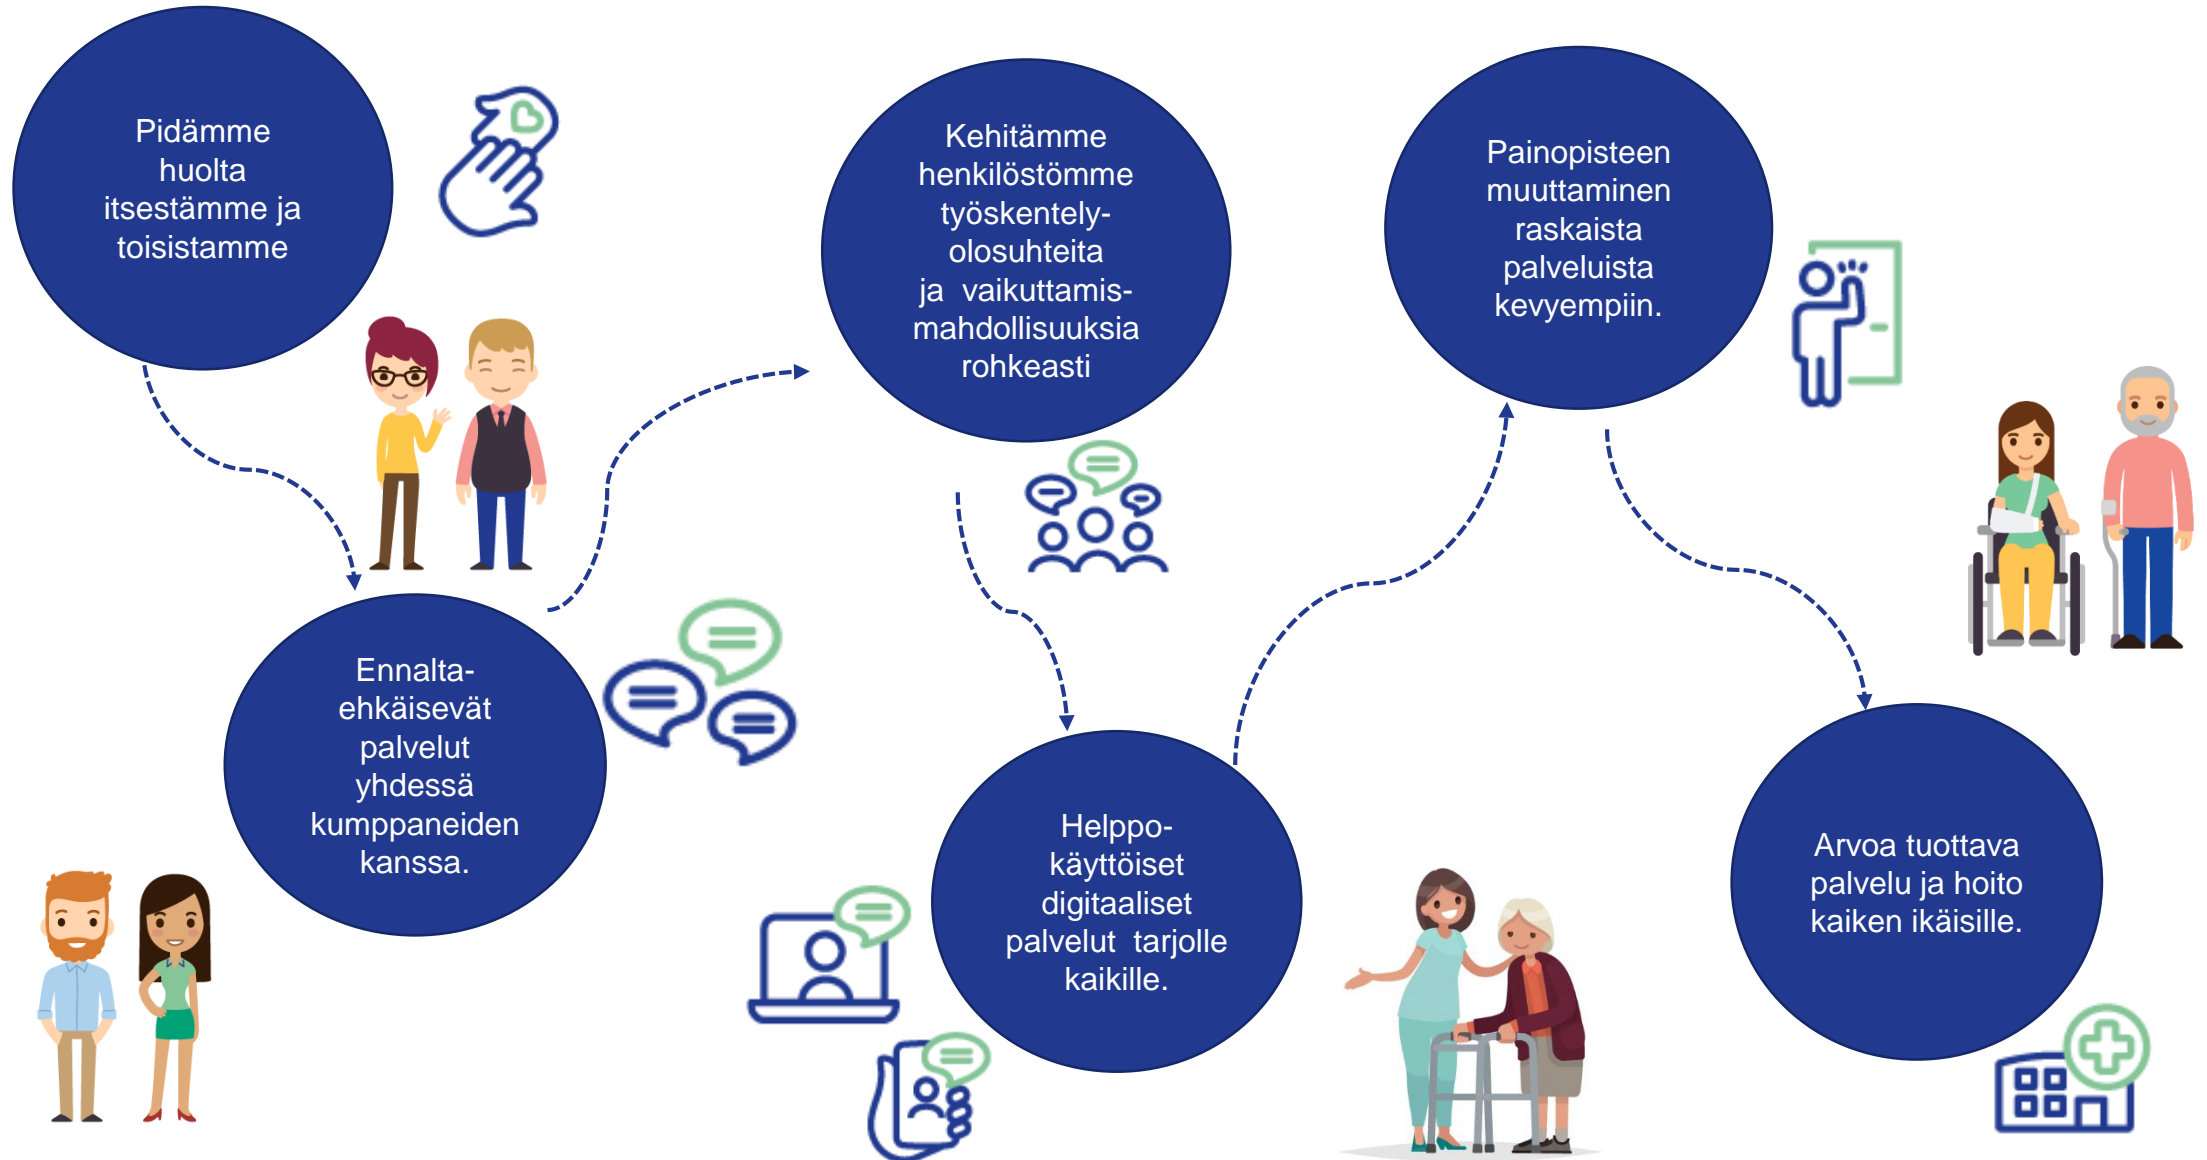 Pidämme
huolta
itsestämme ja
toisistamme
Ennalta-
ehkäisevät
palvelut
yhdessä
kumppaneiden
kanssa.
Kehitämme
henkilöstömme
työskentely-
olosuhteita
ja vaikuttamis-
mahdollisuuksia
rohkeasti
Helppo-
käyttöiset
digitaaliset
palvelut tarjolle
kaikille.
Painopisteen
muuttaminen
raskaista
palveluista
kevyempiin.
Arvoa tuottava
palvelu ja hoito
kaiken ikäisille.